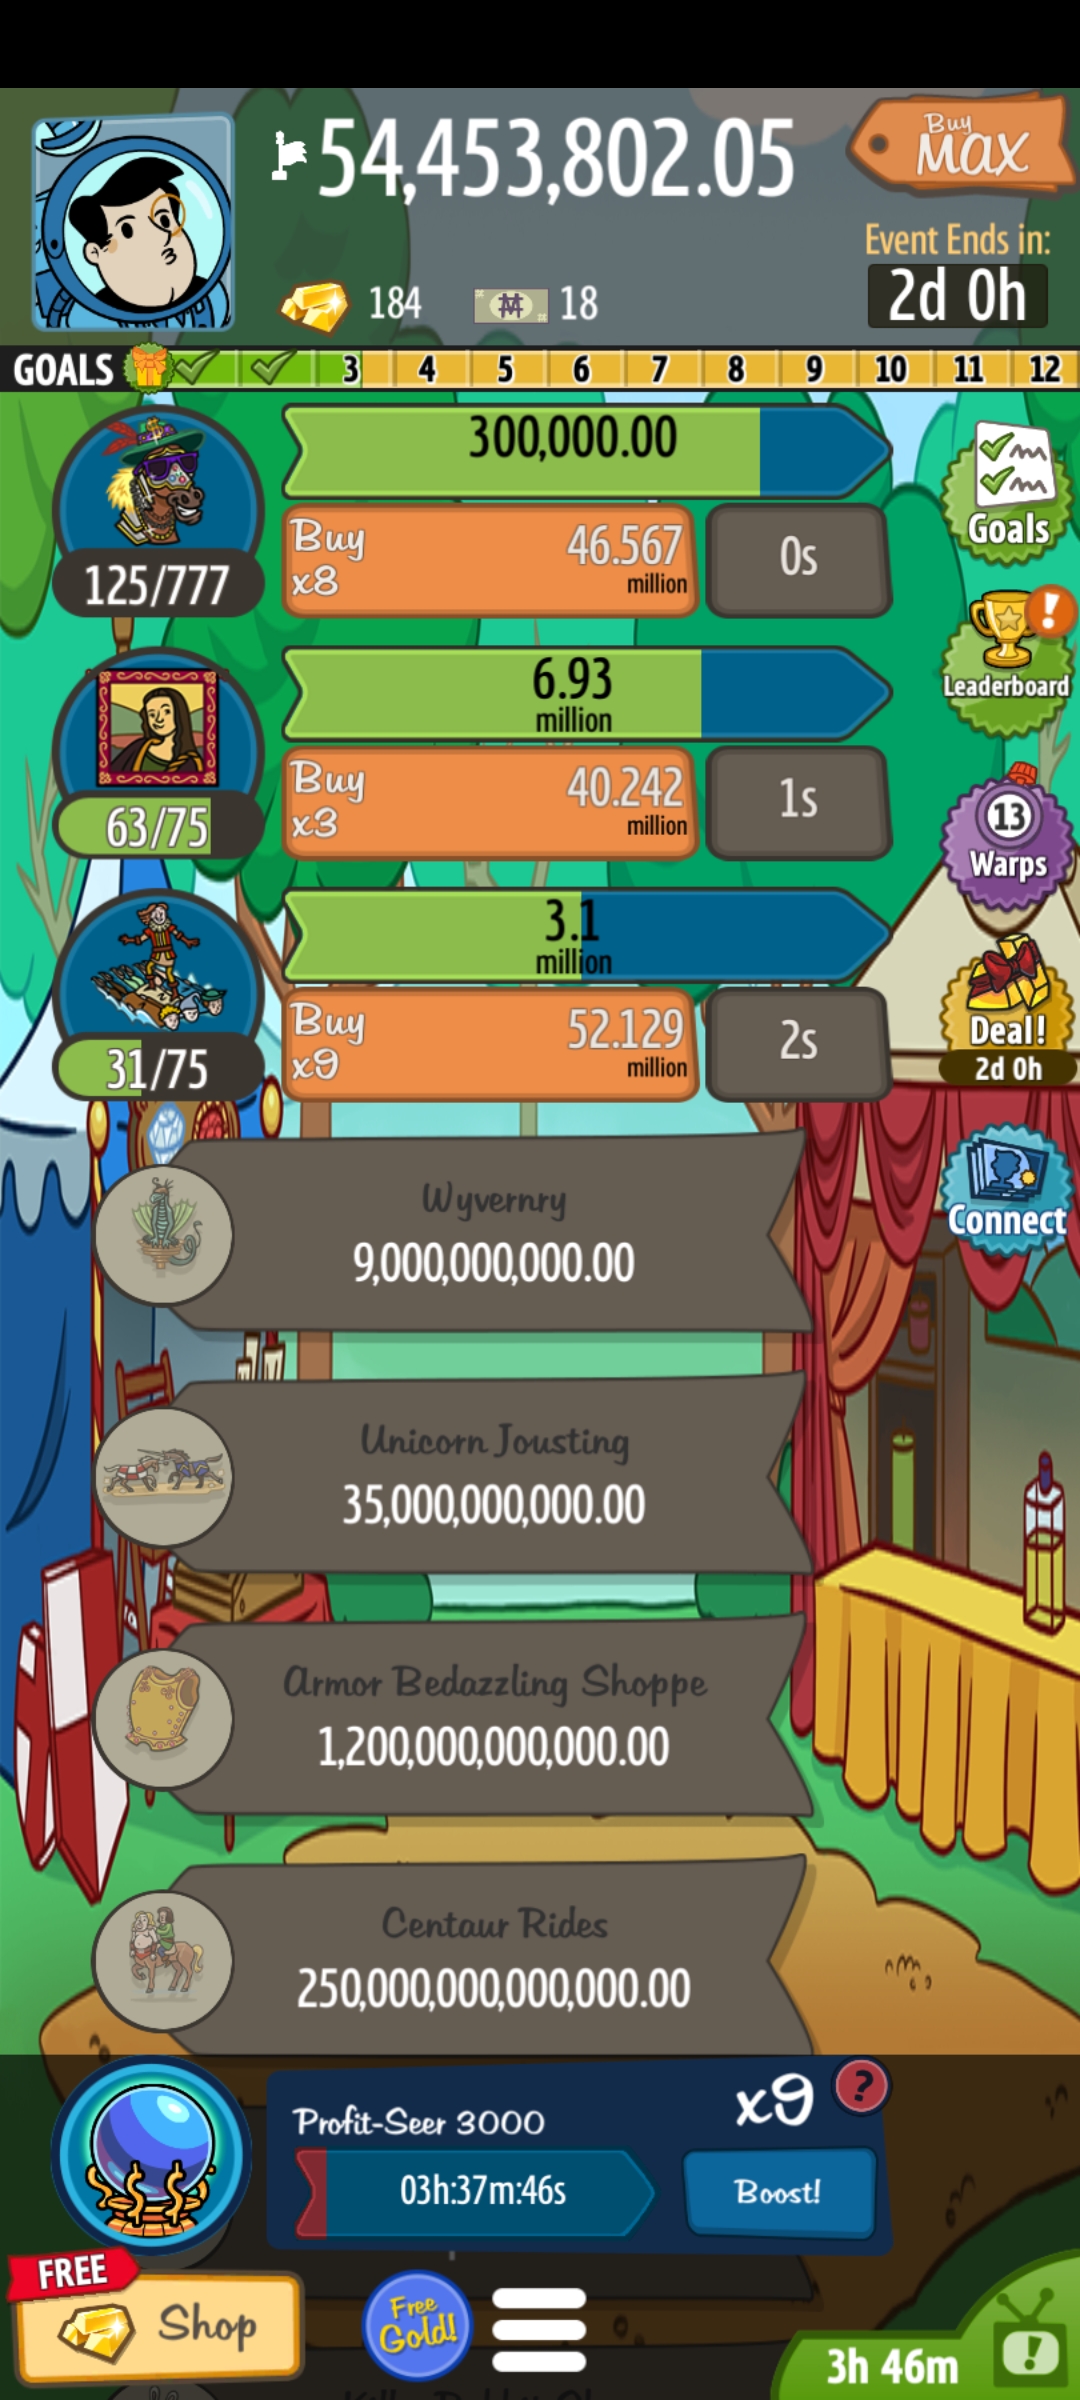 54,453,802.05
Buy
MAX
Event Ends in:
2d 0h
184
18
GOALS 3 4 5 6 7 8 9 10 11 12
300,000.00
Buy
x8
46.567
million
0s
125/777
Goals
6.93
million
Buy
x3
40.242
million
1s
63/75
Leaderboard
13
Warps
3.1
million
Buy
x9
52.129
million
2s
31/75
Deal!
2d 0h
Wyvernry
9,000,000,000.00
Connect
Unicorn Jousting
35,000,000,000.00
Armor Bedazzling Shoppe
1,200,000,000,000.00
Centaur Rides
250,000,000,000,000.00
Profit-Seer 3000
x9
?
03h:37m:46s
Boost!
FREE
Shop
Free
Gold!
3h 46m